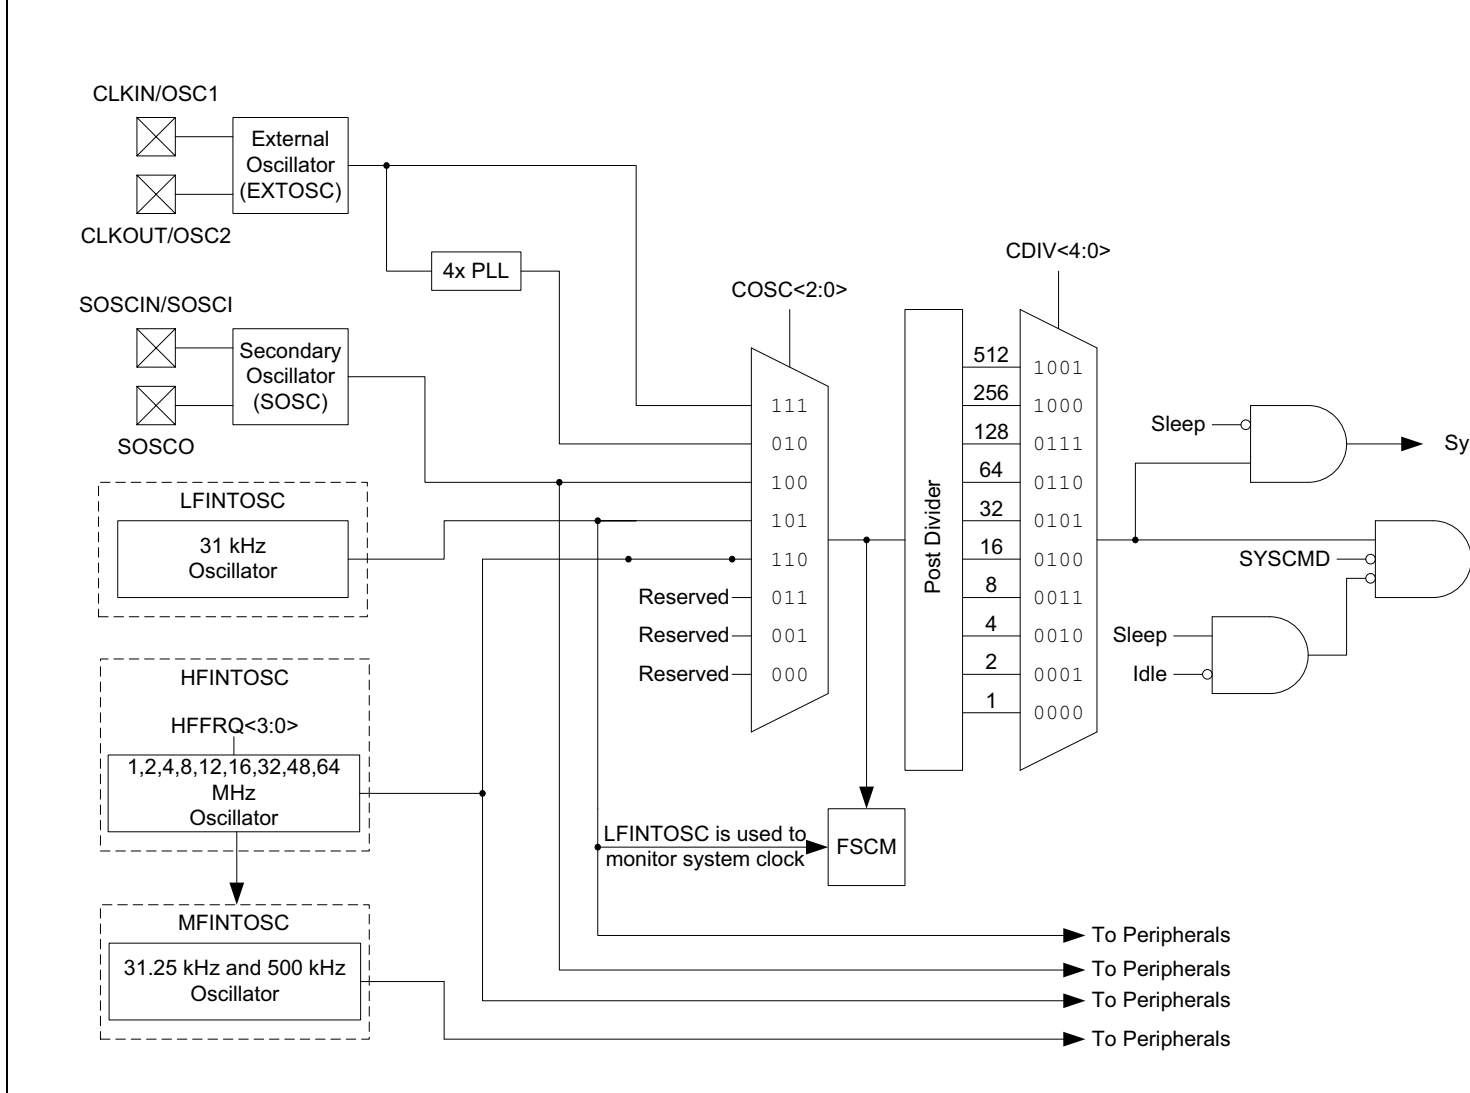 CLKIN/OSC1
External
Oscillator
(EXTOSC)
CLKOUT/OSC2
4x PLL
SOSCIN/SOSCI
Secondary
Oscillator
(SOSC)
SOSCO
LFINTOSC
31 kHz
Oscillator
HFINTOSC
HFFRQ<3:0>
1,2,4,8,12,16,32,48,64
MHz
Oscillator
MFINTOSC
31.25 kHz and 500 kHz
Oscillator
COSC<2:0>
111
010
100
101
110
Reserved 011
Reserved 001
Reserved 000
LFINTOSC is used to
monitor system clock
FSCM
Post Divider
CDIV<4:0>
512 1001
256 1000
128 0111
64 0110
32 0101
16 0100
8 0011
4 0010
2 0001
1 0000
Sleep
Sy
SYSCMD
Sleep
Idle
To Peripherals
To Peripherals
To Peripherals
To Peripherals